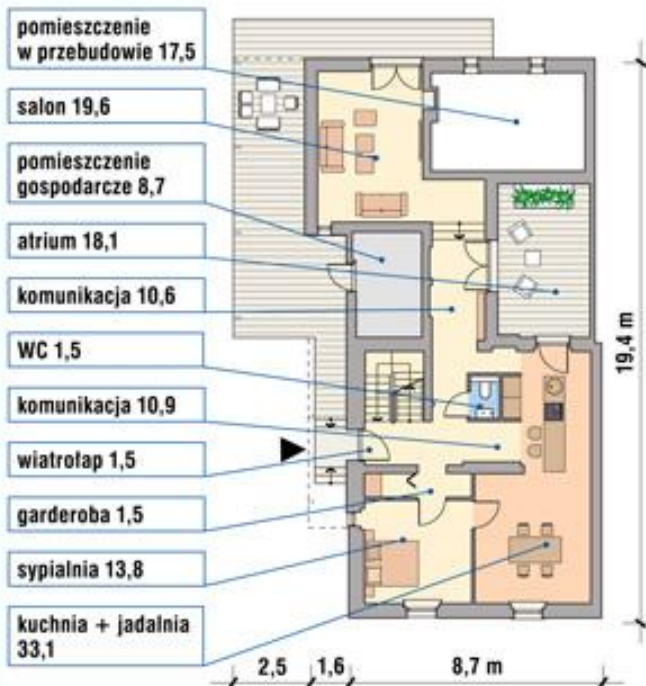 pomieszczenie
w przebudowie 17,5
salon 19,6
pomieszczenie
gospodarcze 8,7
atrium 18,1
komunikacja 10,6
WC 1,5
komunikacja 10,9
wiatrołap 1,5
garderoba 1,5
sypialnia 13,8
kuchnia + jadalnia
33,1
19,4 m
2,5
1,6
8,7 m